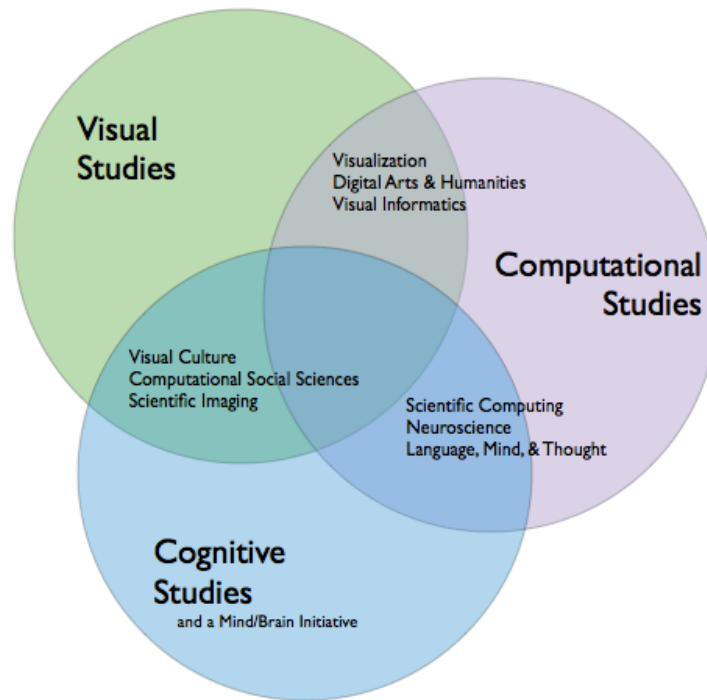 Visual
Studies
Visualization
Digital Arts & Humanities
Visual Informatics
Computational
Studies
Visual Culture
Computational Social Sciences
Scientific Imaging
Scientific Computing
Neuroscience
Language, Mind, & Thought
Cognitive
Studies
and a Mind/Brain Initiative